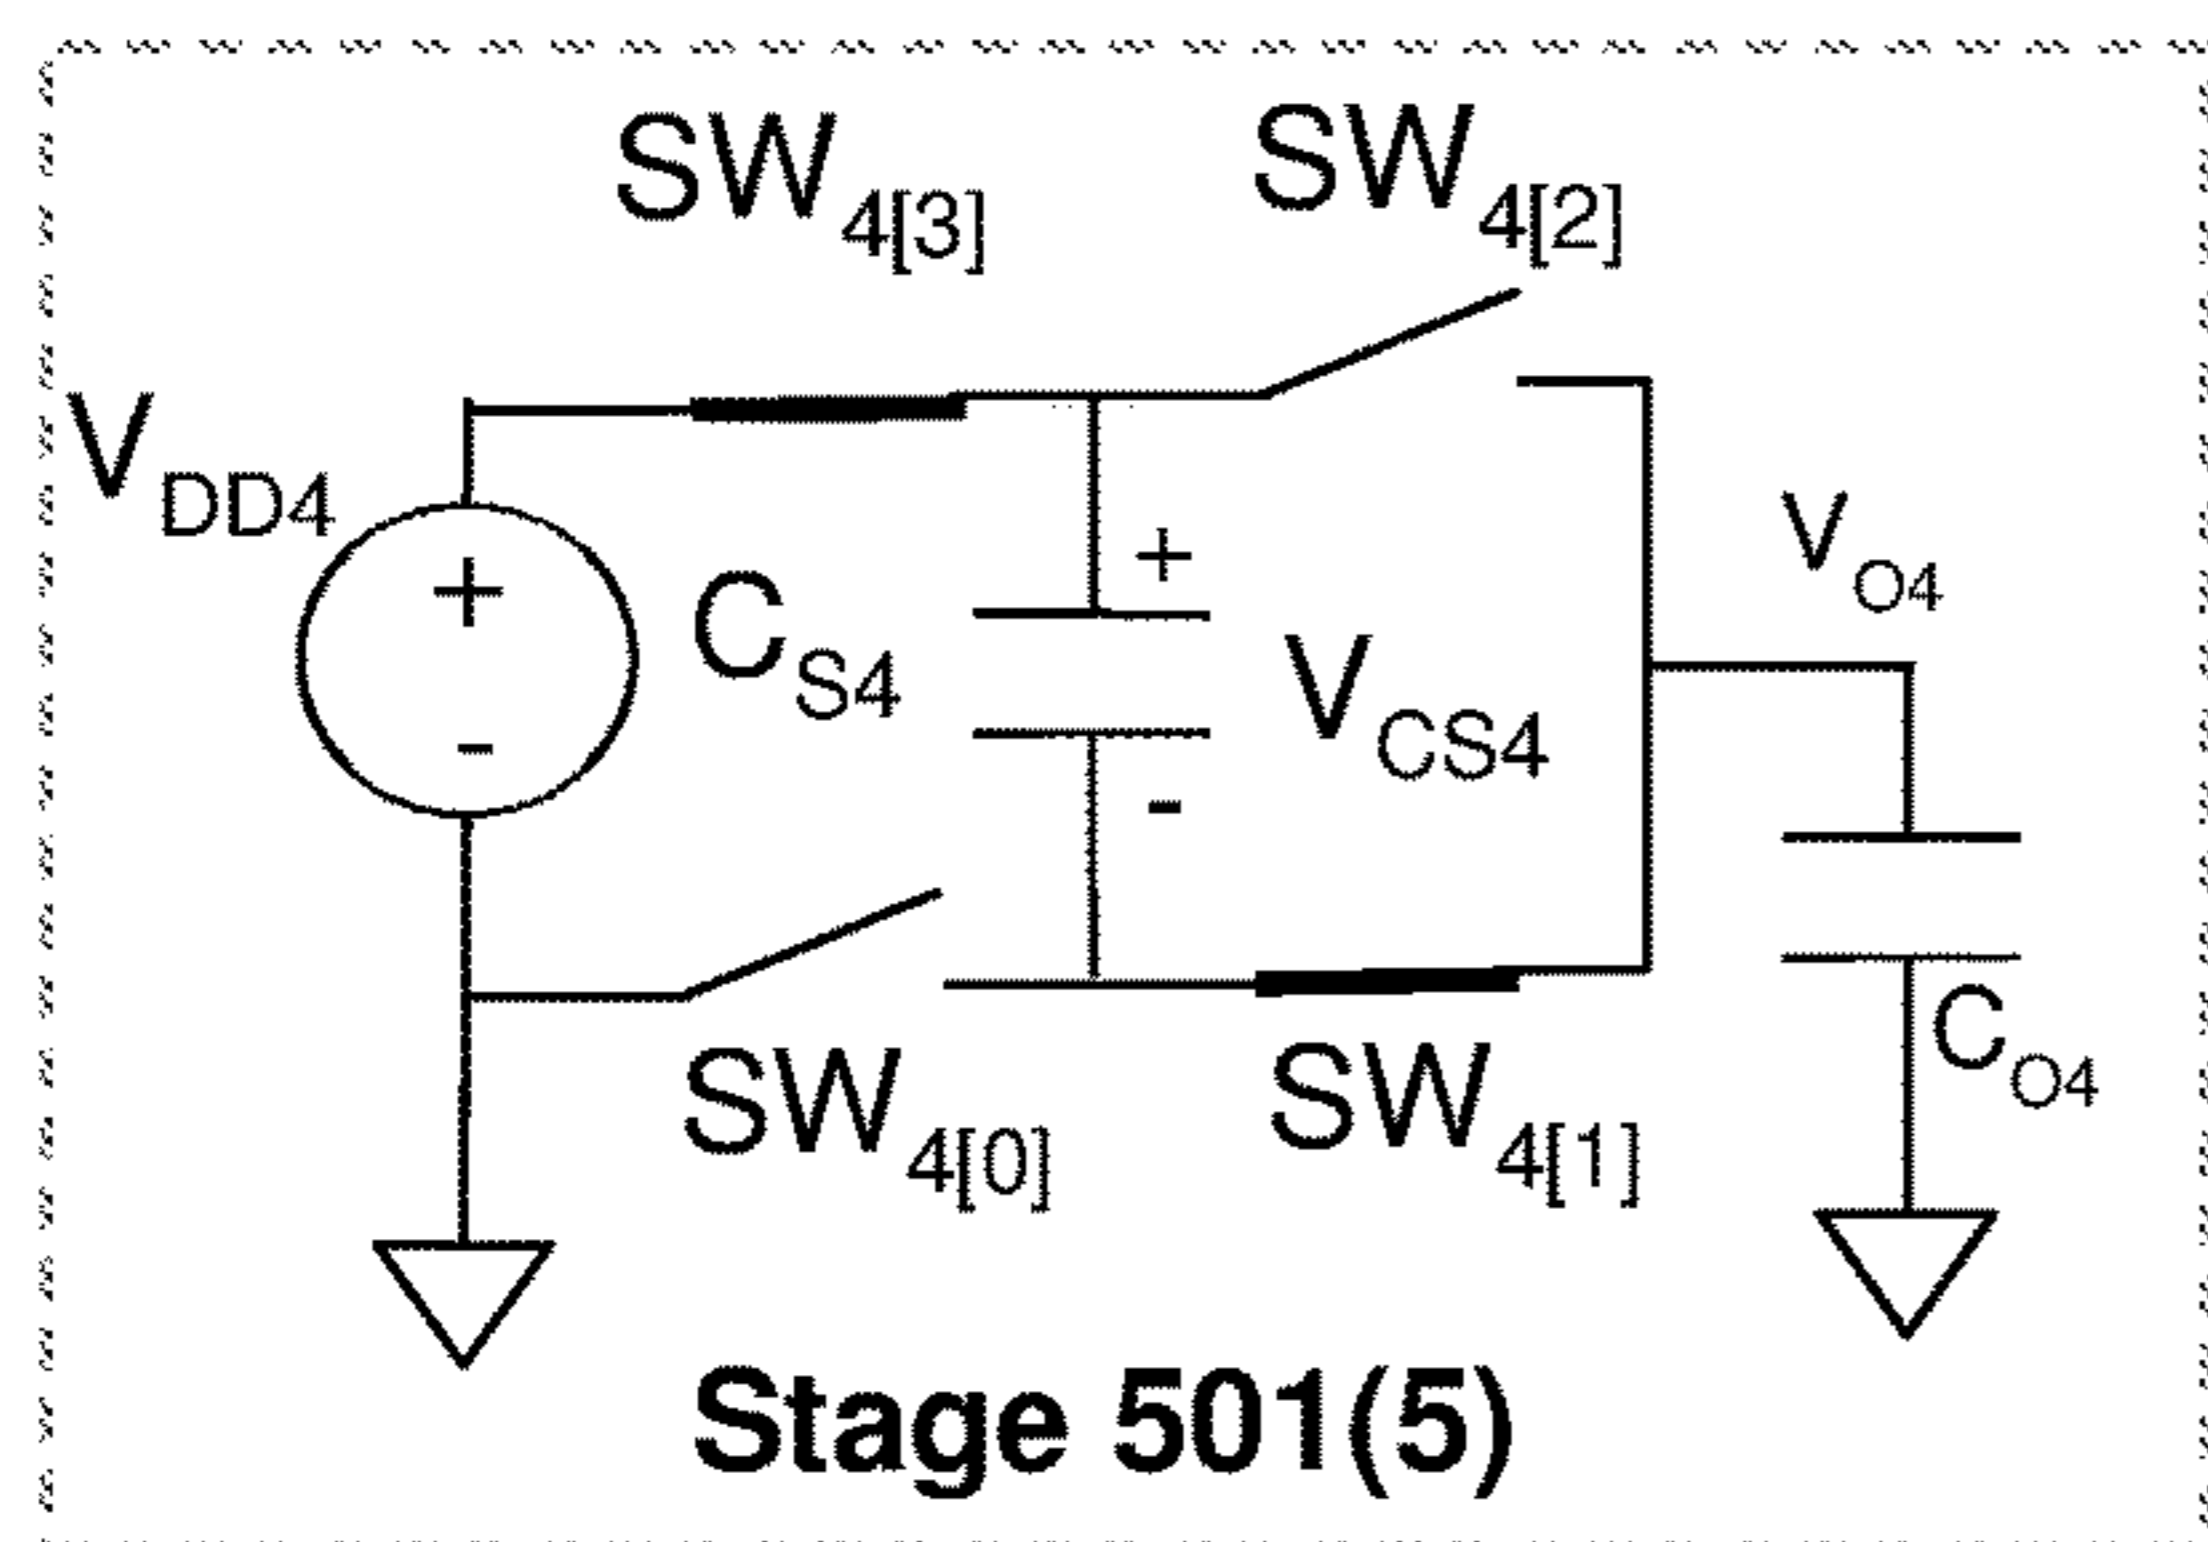 SW4[3] SW4[2]
VDD4
+
-
CS4
+
VCS4
-
VO4
CO4
SW4[0] SW4[1]
Stage 501(5)